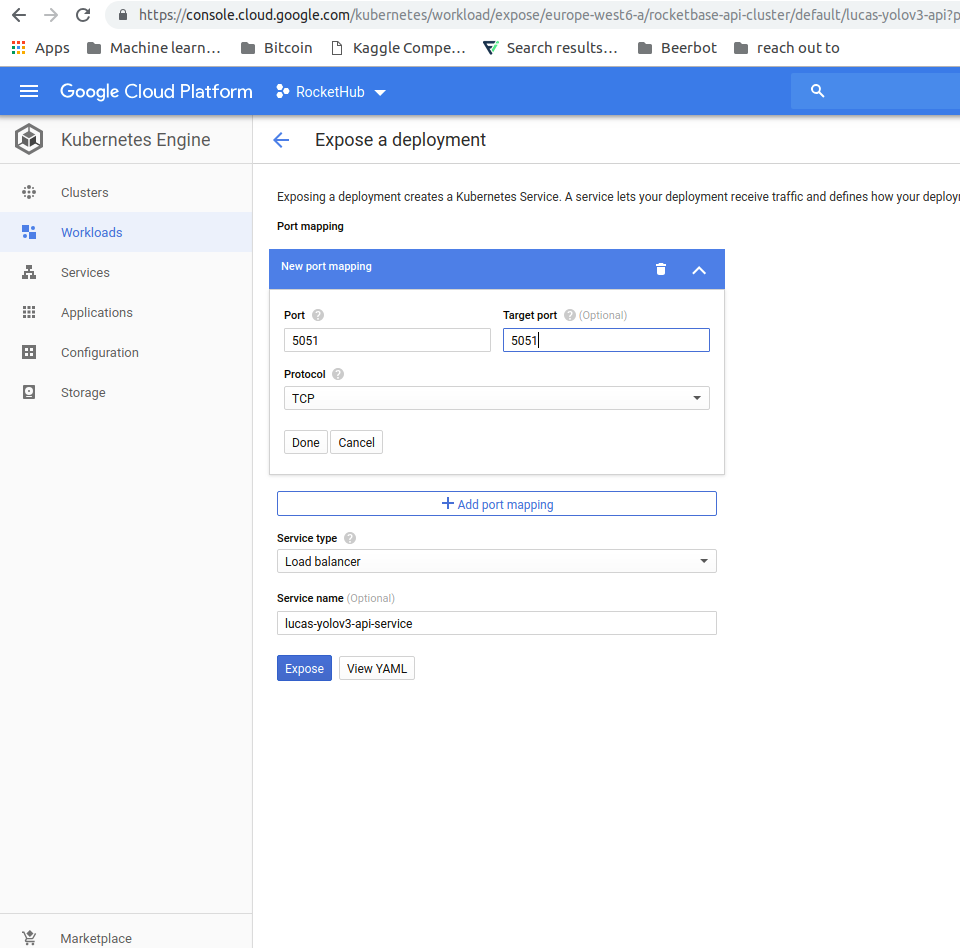 https://console.cloud.google.com/kubernetes/workload/expose/europe-west6-a/rocketbase-api-cluster/default/lucas-yolov3-api?p
Apps Machine learn... Bitcoin Kaggle Compe... Search results... Beerbot reach out to
Google Cloud Platform RocketHub
Kubernetes Engine
Expose a deployment
Clusters
Workloads
Services
Applications
Configuration
Storage
Marketplace
Exposing a deployment creates a Kubernetes Service. A service lets your deployment receive traffic and defines how your deploy
Port mapping
New port mapping
Port ? Target port ? (Optional)
5051 5051
Protocol ?
TCP
Done Cancel
+ Add port mapping
Service type ?
Load balancer
Service name (Optional)
lucas-yolov3-api-service
Expose View YAML